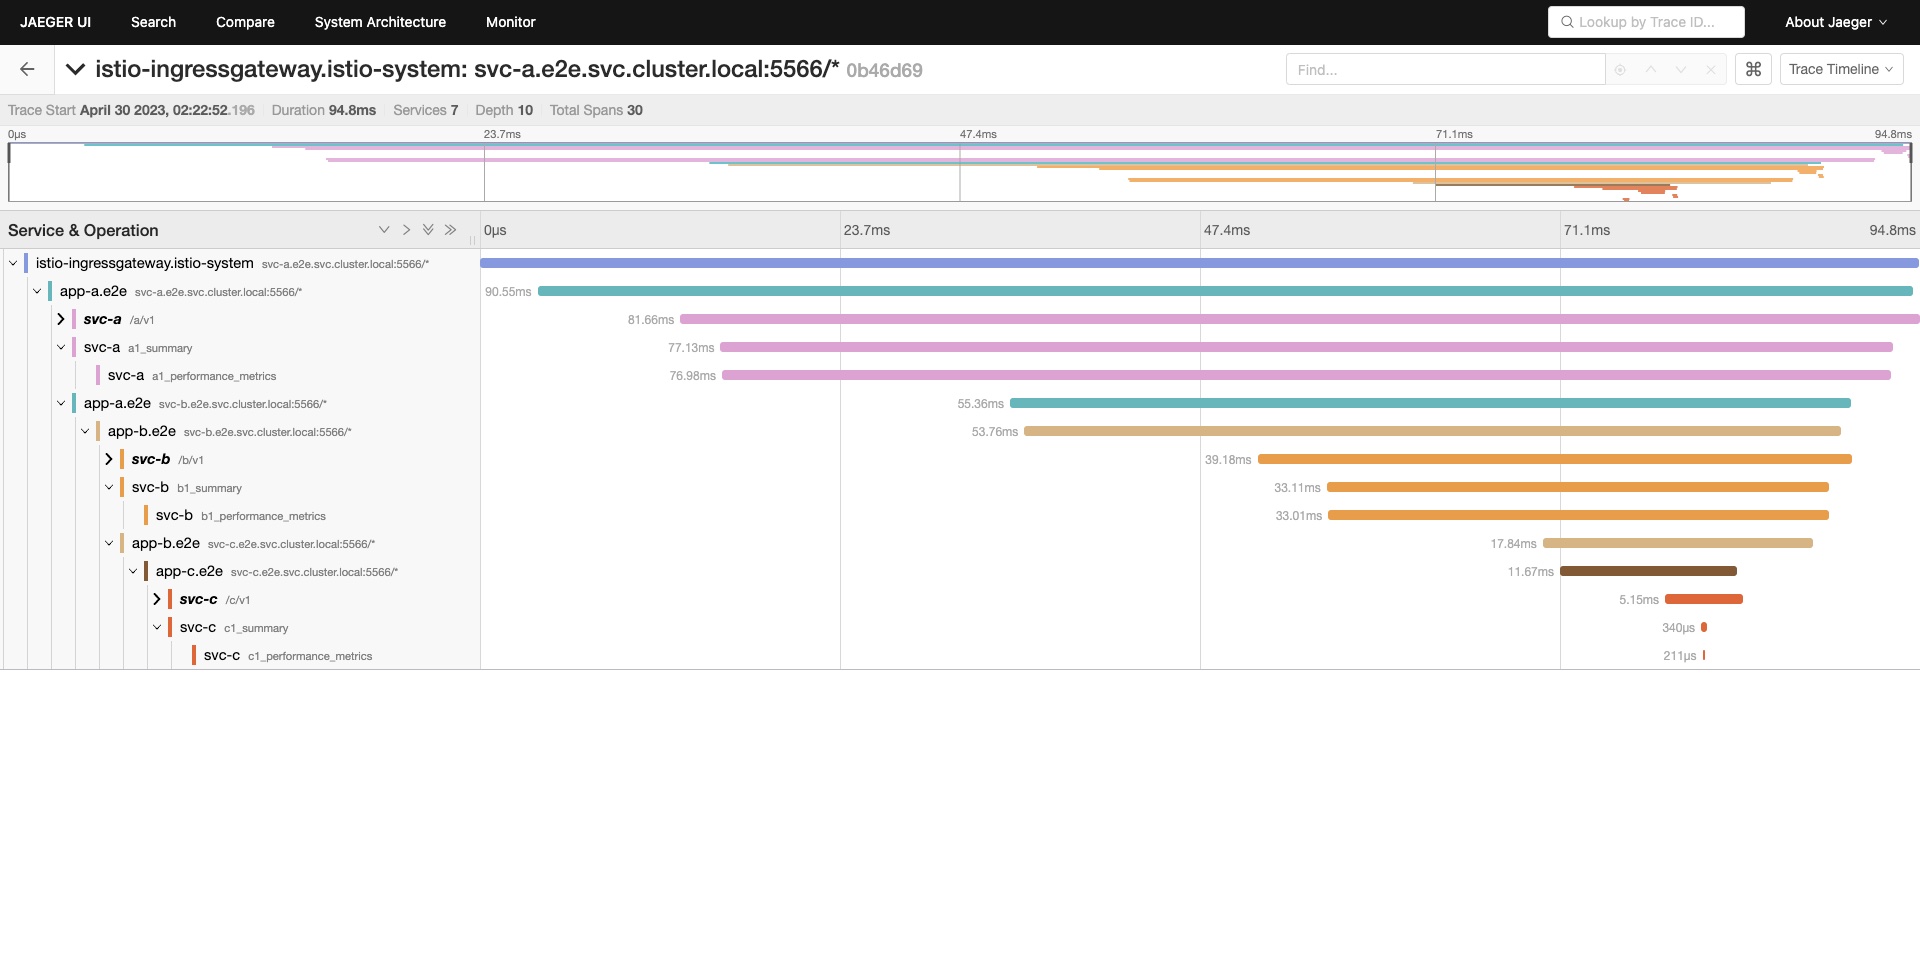 JAEGER UI Search Compare System Architecture Monitor Lookup by Trace ID... About Jaeger
istio-ingressgateway.istio-system: svc-a.e2e.svc.cluster.local:5566/* 0b46d69 Find... Trace Timeline
Trace Start April 30 2023, 02:22:52.196 Duration 94.8ms Services 7 Depth 10 Total Spans 30
0μs 23.7ms 47.4ms 71.1ms 94.8ms
Service & Operation 0μs 23.7ms 47.4ms 71.1ms 94.8ms
istio-ingressgateway.istio-system svc-a.e2e.svc.cluster.local:5566/*
app-a.e2e svc-a.e2e.svc.cluster.local:5566/* 90.55ms
svc-a /a/v1 81.66ms
svc-a a1_summary 77.13ms
svc-a a1_performance_metrics 76.98ms
app-a.e2e svc-b.e2e.svc.cluster.local:5566/* 55.36ms
app-b.e2e svc-b.e2e.svc.cluster.local:5566/* 53.76ms
svc-b /b/v1 39.18ms
svc-b b1_summary 33.11ms
svc-b b1_performance_metrics 33.01ms
app-b.e2e svc-c.e2e.svc.cluster.local:5566/* 17.84ms
app-c.e2e svc-c.e2e.svc.cluster.local:5566/* 11.67ms
svc-c /c/v1 5.15ms
svc-c c1_summary 340μs
svc-c c1_performance_metrics 211μs